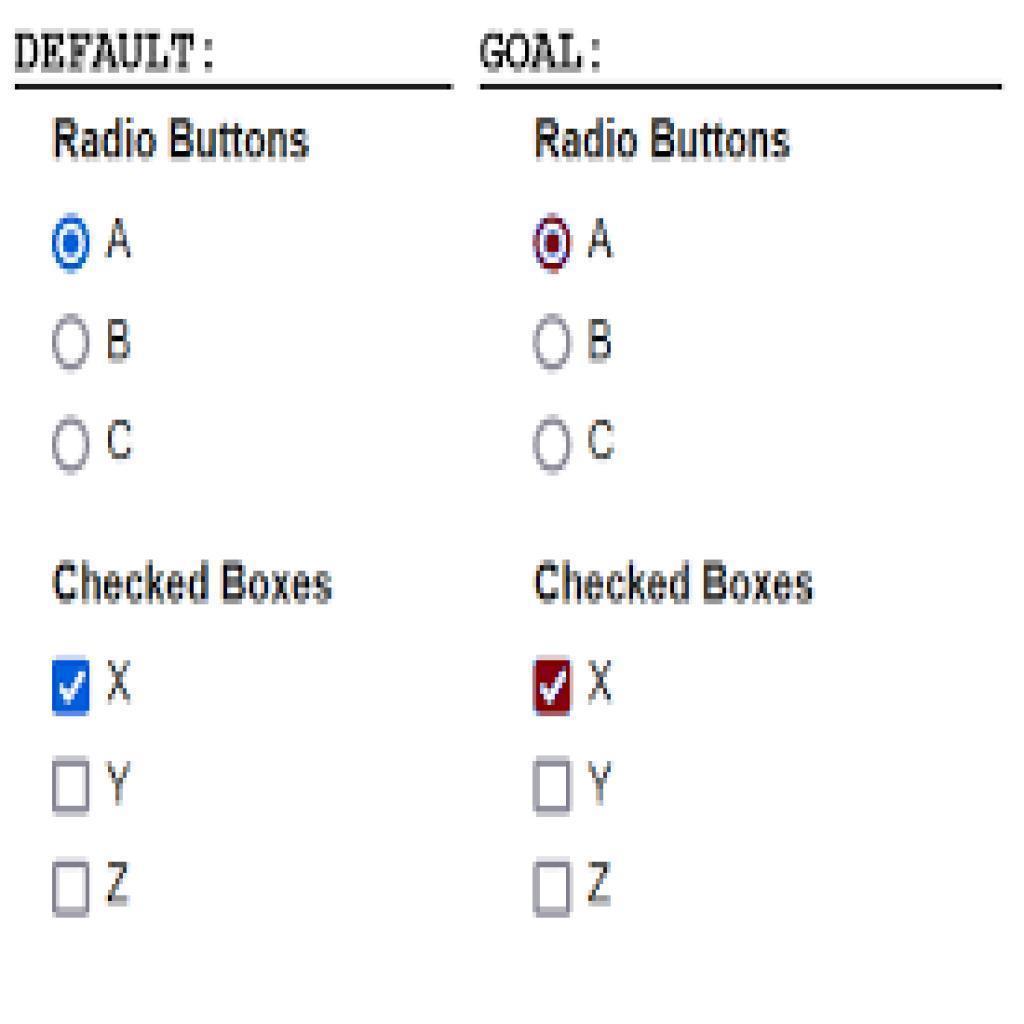 DEFAULT: GOAL:
Radio Buttons Radio Buttons
A A
B B
C C
Checked Boxes Checked Boxes
X X
Y Y
Z Z